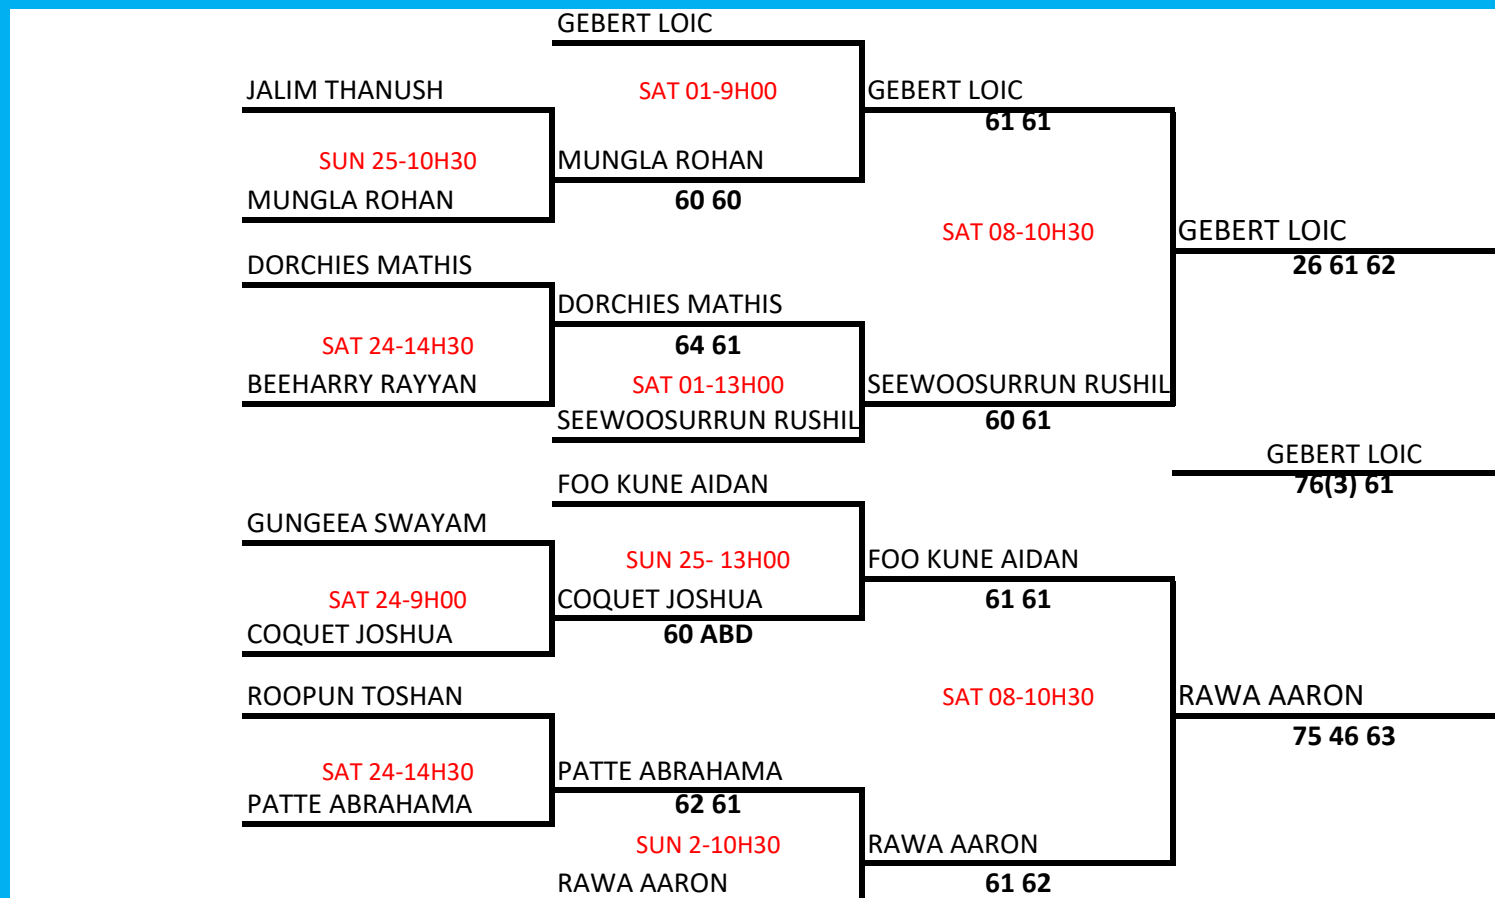 GEBERT LOIC
JALIM THANUSH
SAT 01-9H00
GEBERT LOIC
61 61
SUN 25-10H30
MUNGLA ROHAN
MUNGLA ROHAN
60 60
SAT 08-10H30
GEBERT LOIC
26 61 62
DORCHIES MATHIS
DORCHIES MATHIS
SAT 24-14H30
64 61
BEEHARRY RAYYAN
SAT 01-13H00
SEEWOOSURRUN RUSHIL
SEEWOOSURRUN RUSHIL
60 61
GEBERT LOIC
76(3) 61
FOO KUNE AIDAN
GUNGEEA SWAYAM
SUN 25- 13H00
FOO KUNE AIDAN
SAT 24-9H00
COQUET JOSHUA
61 61
COQUET JOSHUA
60 ABD
ROOPUN TOSHAN
SAT 08-10H30
RAWA AARON
75 46 63
SAT 24-14H30
PATTE ABRAHAMA
PATTE ABRAHAMA
62 61
SUN 2-10H30
RAWA AARON
RAWA AARON
61 62